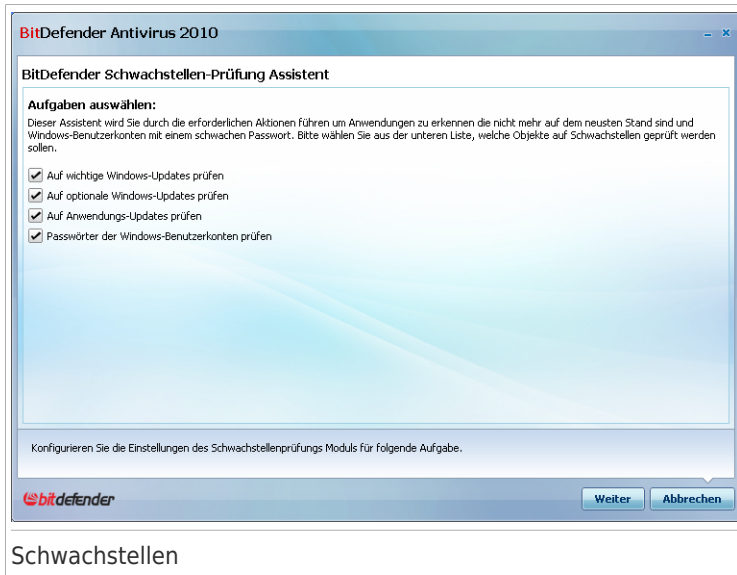 BitDefender Antivirus 2010
BitDefender Schwachstellen-Prüfung Assistent
Aufgaben auswählen:
Dieser Assistent wird Sie durch die erforderlichen Aktionen führen um Anwendungen zu erkennen die nicht mehr auf dem neusten Stand sind und
Windows-Benutzerkonten mit einem schwachen Passwort. Bitte wählen Sie aus der unteren Liste, welche Objekte auf Schwachstellen geprüft werden
sollen.
Auf wichtige Windows-Updates prüfen
Auf optionale Windows-Updates prüfen
Auf Anwendungs-Updates prüfen
Passwörter der Windows-Benutzerkonten prüfen
Konfigurieren Sie die Einstellungen des Schwachstellenprüfungs Moduls für folgende Aufgabe.
bitdefender Weiter Abbrechen
Schwachstellen